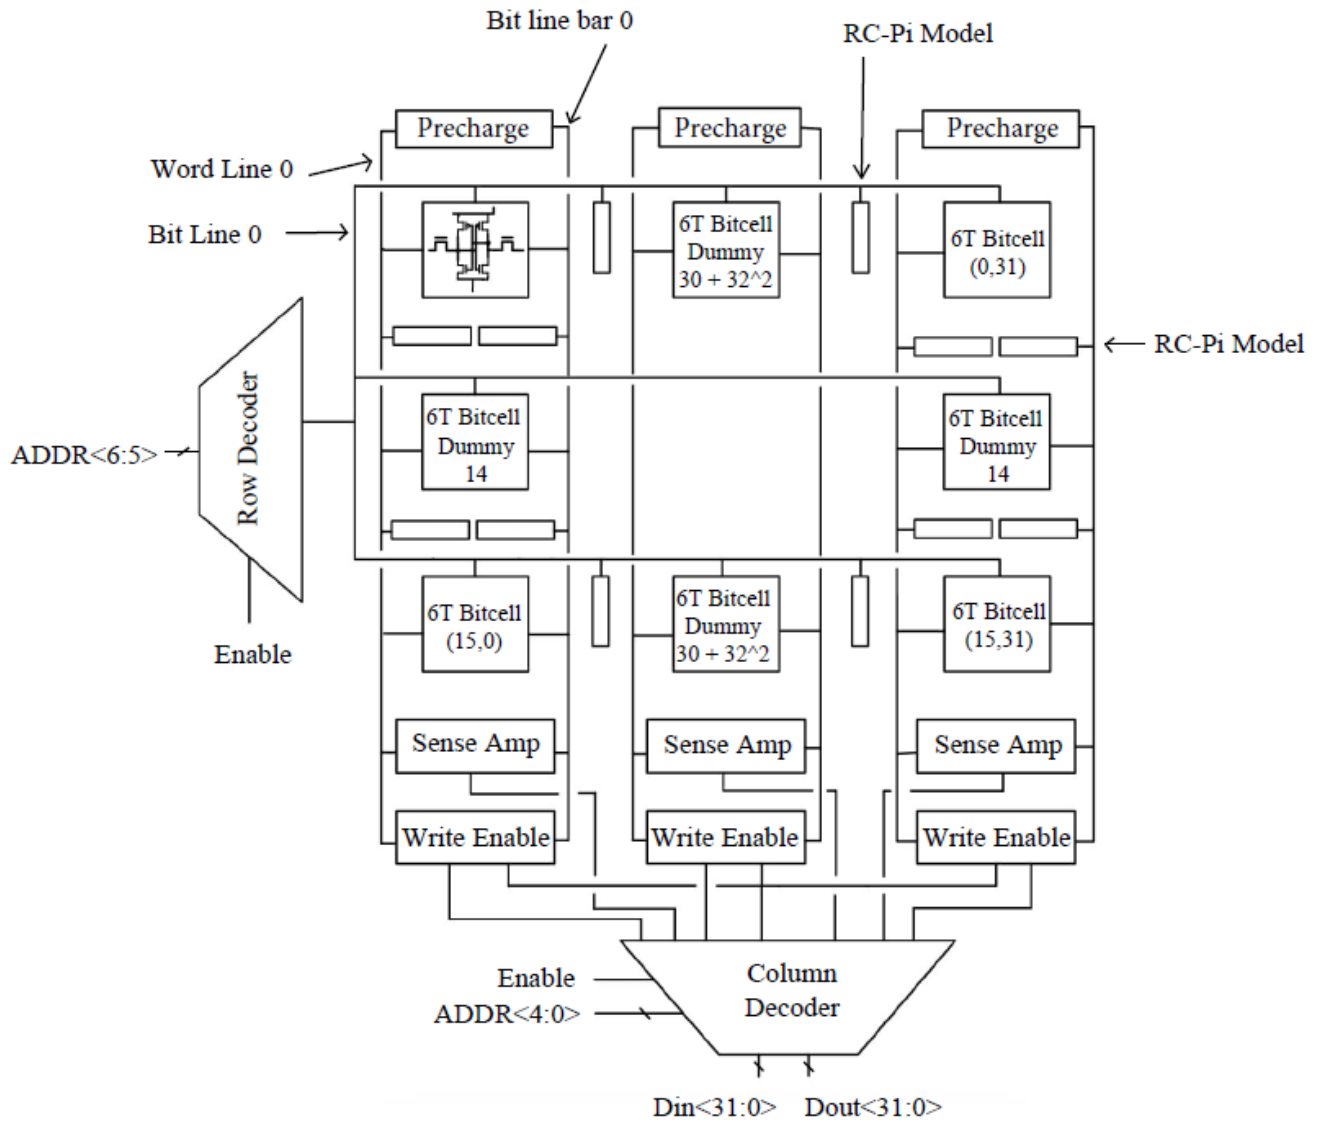 Bit line bar 0
RC-Pi Model
Precharge
Precharge
Precharge
Word Line 0
Bit Line 0
6T Bitcell
Dummy
30 + 32^2
6T Bitcell
(0,31)
RC-Pi Model
Row Decoder
ADDR<6:5>
Enable
6T Bitcell
Dummy
14
6T Bitcell
Dummy
14
6T Bitcell
(15,0)
6T Bitcell
Dummy
30 + 32^2
6T Bitcell
(15,31)
Sense Amp
Sense Amp
Sense Amp
Write Enable
Write Enable
Write Enable
Enable
ADDR<4:0>
Column
Decoder
Din<31:0>
Dout<31:0>